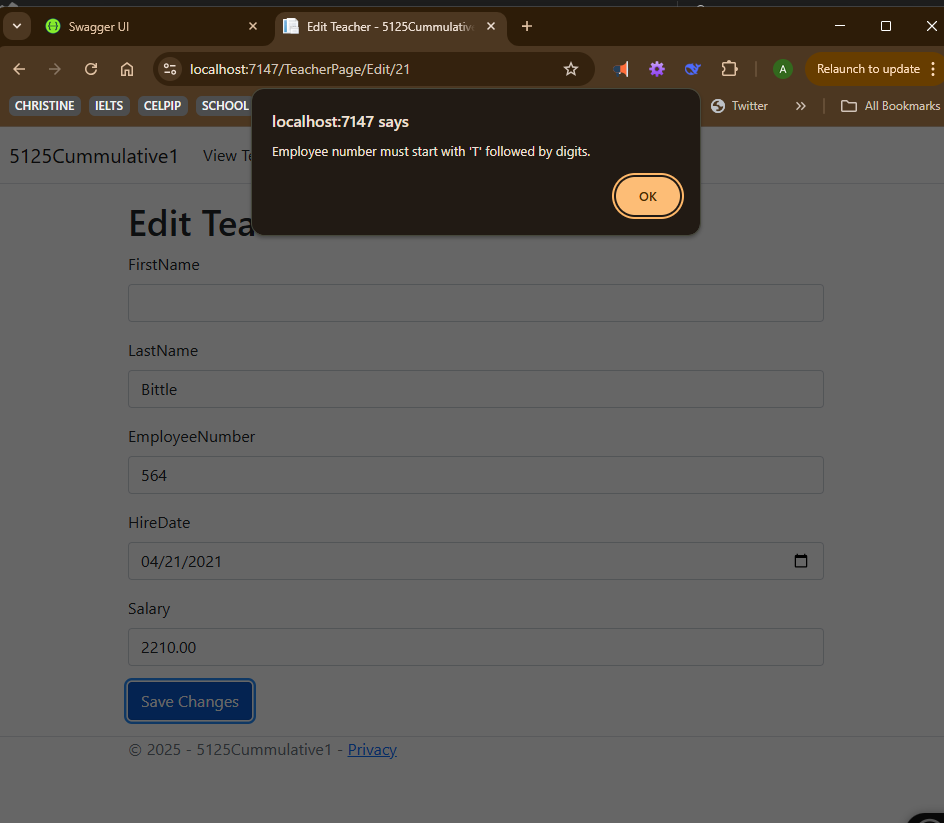 Swagger UI
Edit Teacher - 5125Cummulativ
localhost:7147/TeacherPage/Edit/21
A
Relaunch to update
CHRISTINE
IELTS
CELPIP
SCHOOL
Twitter
All Bookmarks
localhost:7147 says
Employee number must start with 'T' followed by digits.
OK
5125Cummulative1
View Te
Edit Tea
FirstName
LastName
Bittle
EmployeeNumber
564
HireDate
04/21/2021
Salary
2210.00
Save Changes
© 2025 - 5125Cummulative1 - Privacy